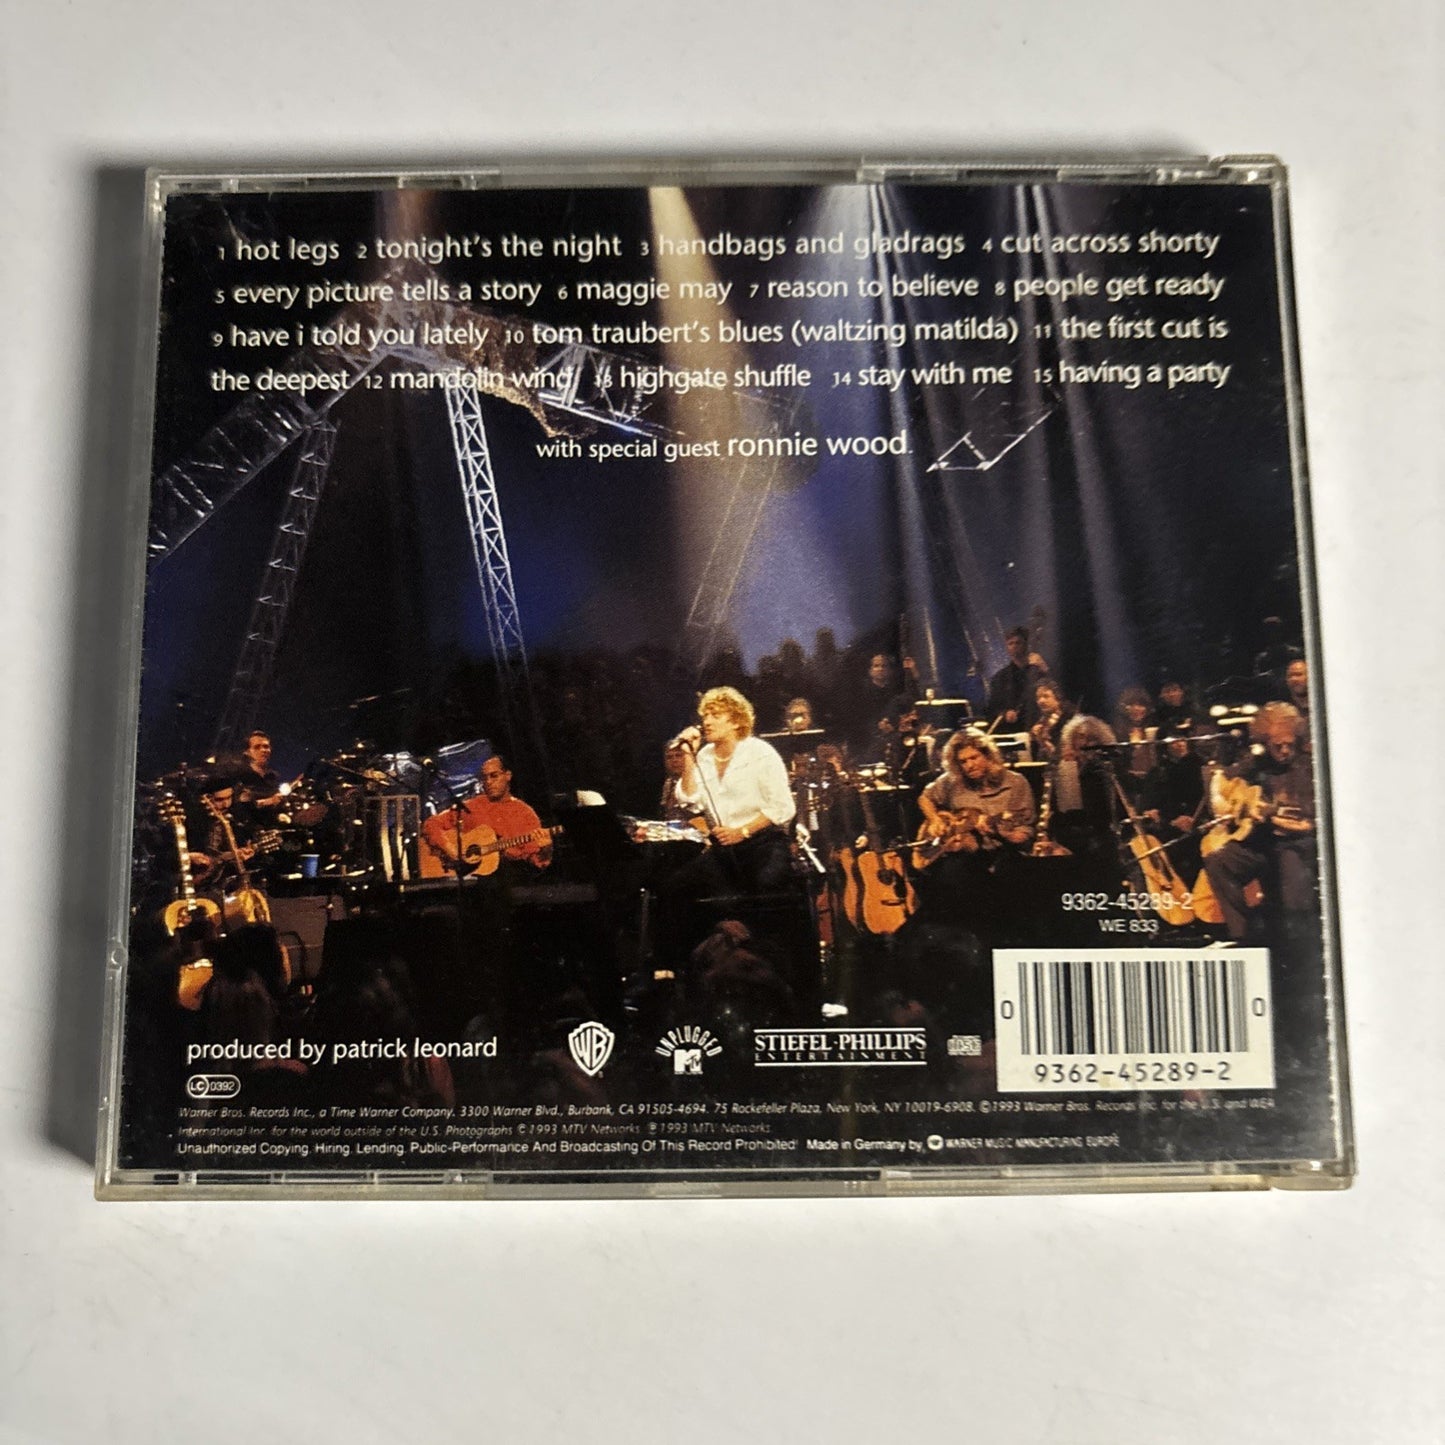 1 hot legs 2 tonight's the night 3 handbags and gladrags 4 cut across shorty
5 every picture tells a story 6 maggie may 7 reason to believe 8 people get ready
9 have i told you lately 10 tom traubert's blues (waltzing matilda) 11 the first cut is
the deepest 12 mandolin wind 13 highgate shuffle 14 stay with me 15 having a party
with special guest ronnie wood.
9362-45289-2
WE 833
0 0
9362-45289-2
produced by patrick leonard
WB
UNPLUGGED
MTV
STIEFEL·PHILLIPS
ENTERTAINMENT
disc
LC 0392
Warner Bros. Records Inc., a Time Warner Company. 3300 Warner Blvd., Burbank, CA 91505-4694. 75 Rockefeller Plaza, New York, NY 10019-6908. ©1993 Warner Bros. Records Inc. for the U.S. and WEA
International Inc. for the world outside of the U.S. Photographs ©1993 MTV Networks. ℗1993 MTV Networks.
Unauthorized Copying, Hiring, Lending, Public-Performance And Broadcasting Of This Record Prohibited! Made in Germany by WARNER MUSIC MANUFACTURING EUROPE